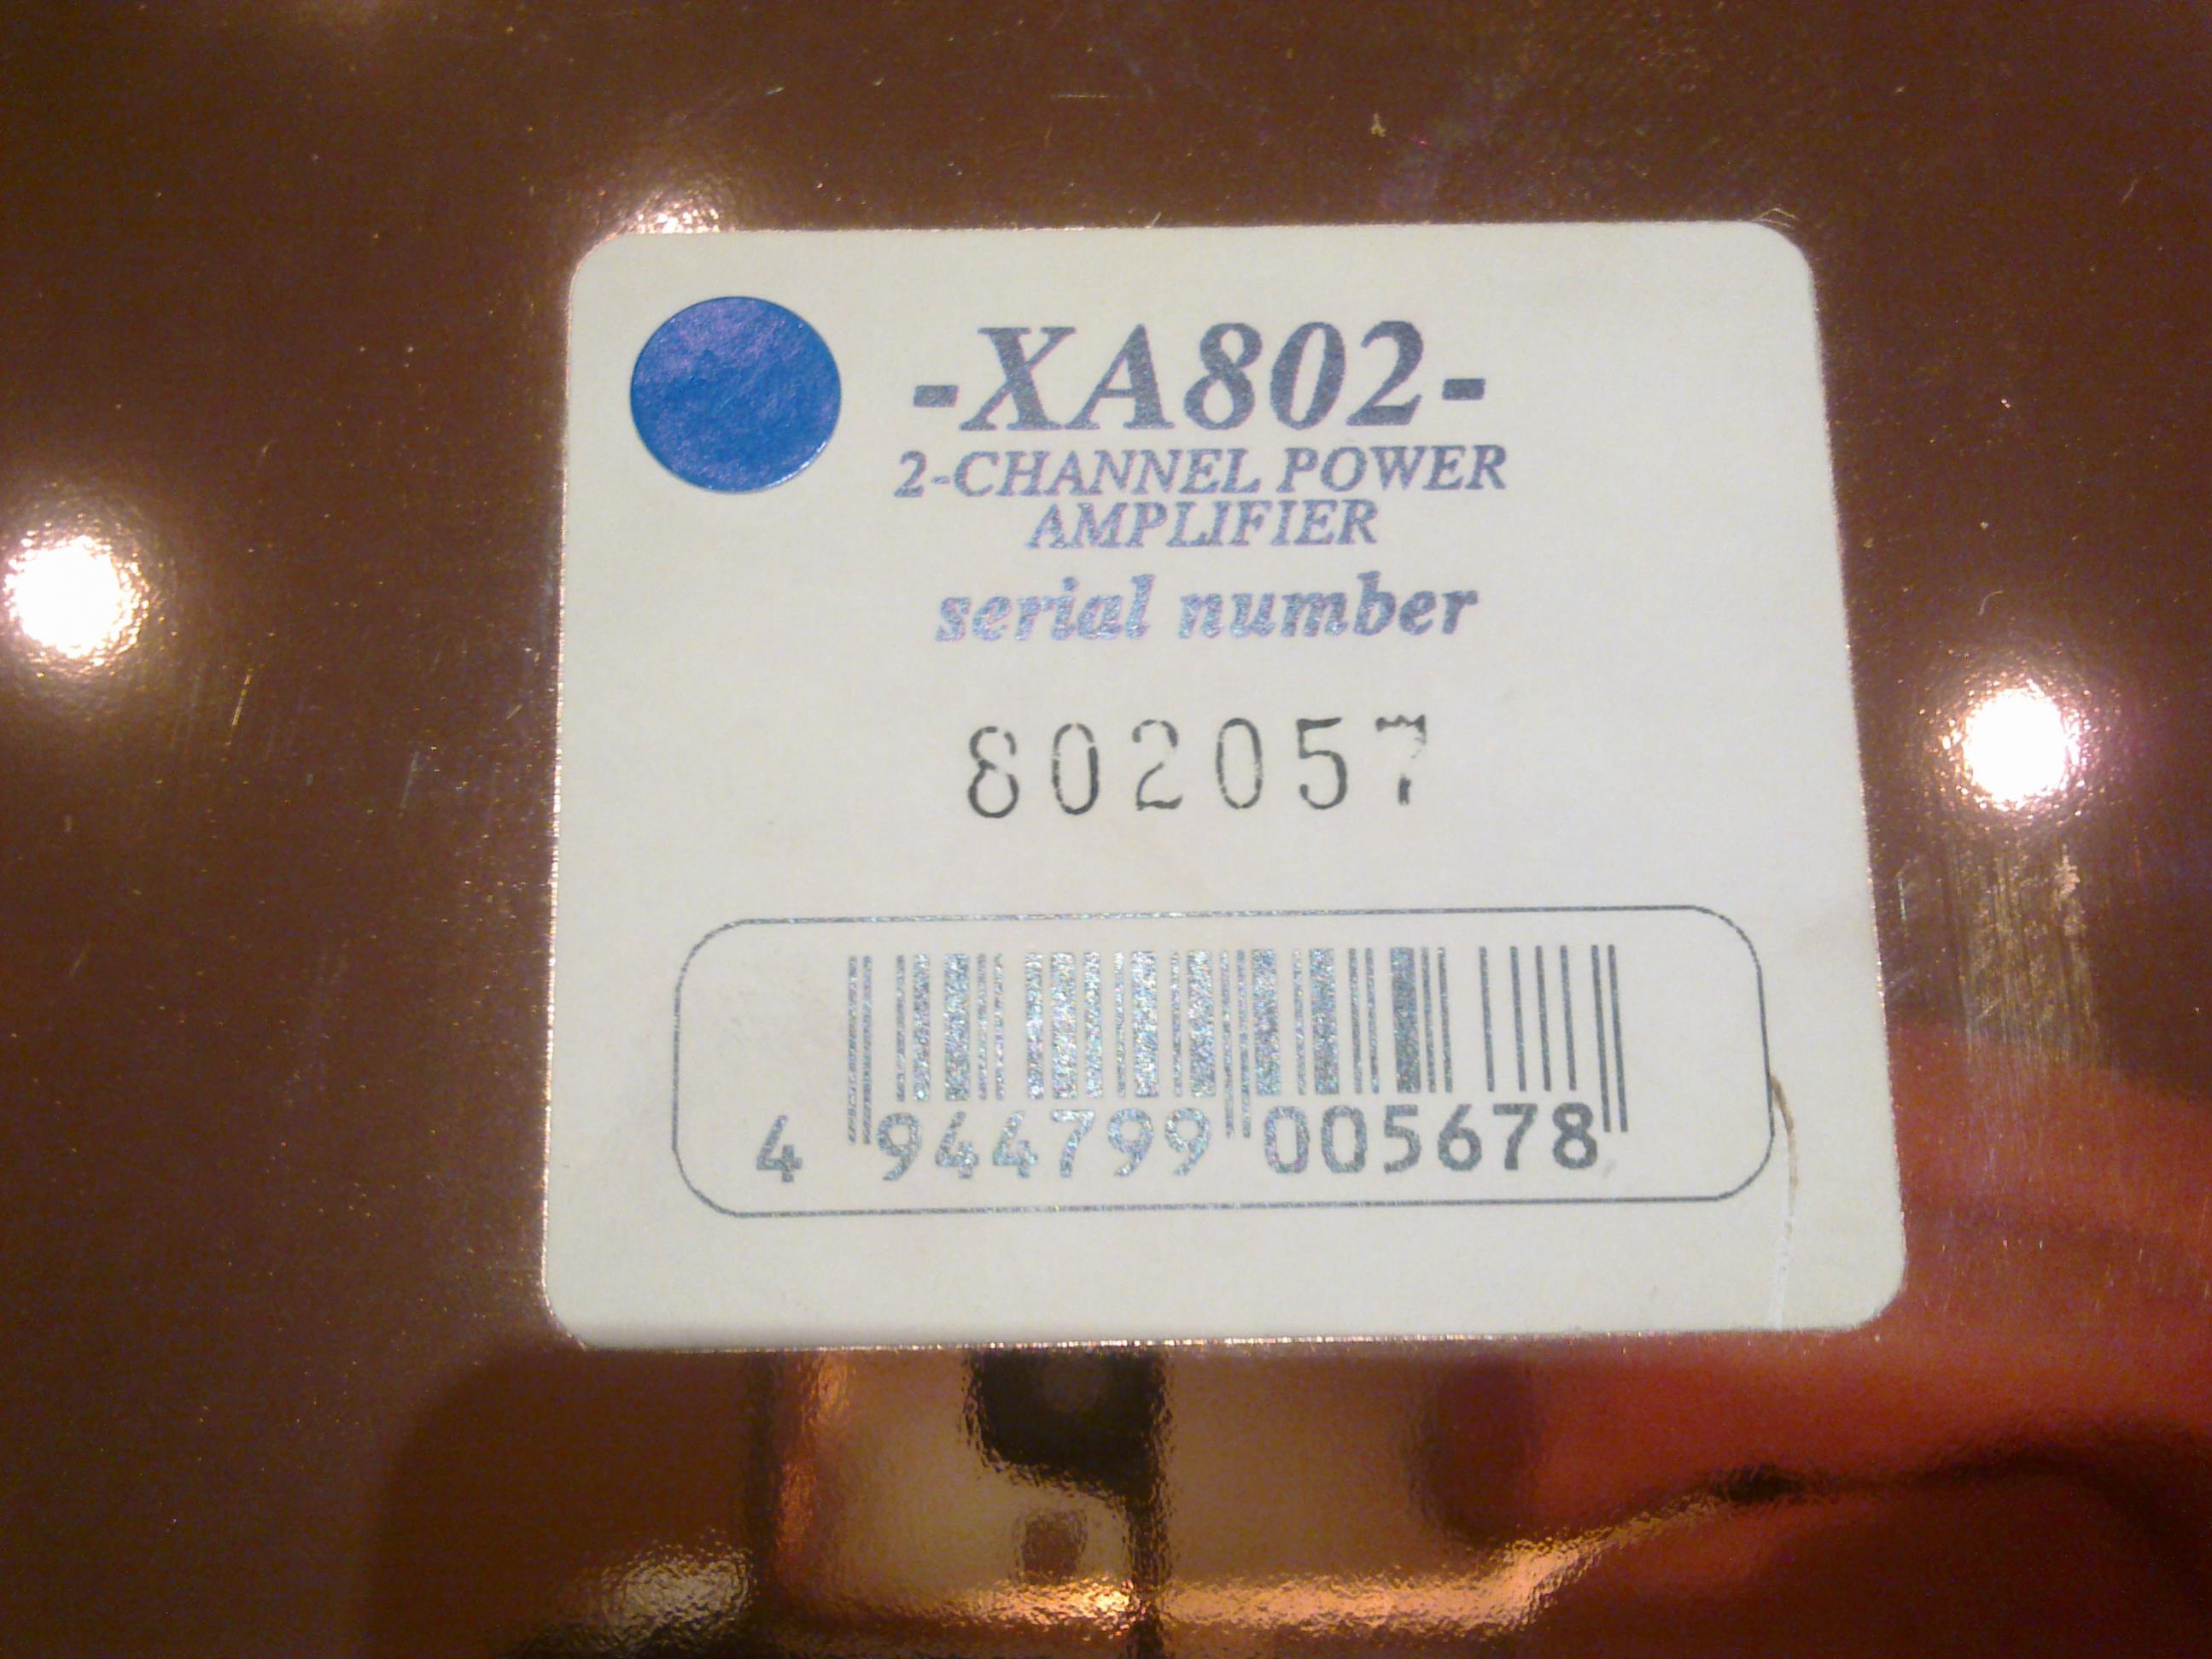 -XA802-
2-CHANNEL POWER
AMPLIFIER
serial number
802057
4 944799 005678